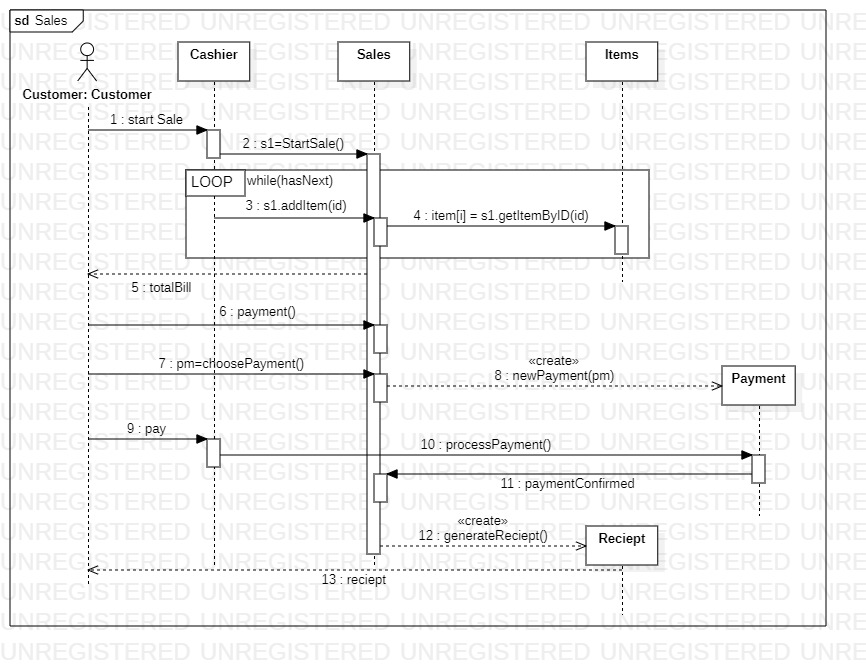 sd Sales
Cashier
Sales
Items
Customer: Customer
1 : start Sale
2 : s1=StartSale()
LOOP
while(hasNext)
3 : s1.addItem(id)
4 : item[i] = s1.getItemByID(id)
5 : totalBill
6 : payment()
7 : pm=choosePayment()
«create»
8 : newPayment(pm)
Payment
9 : pay
10 : processPayment()
11 : paymentConfirmed
«create»
12 : generateReciept()
Reciept
13 : reciept
UNREGISTERED